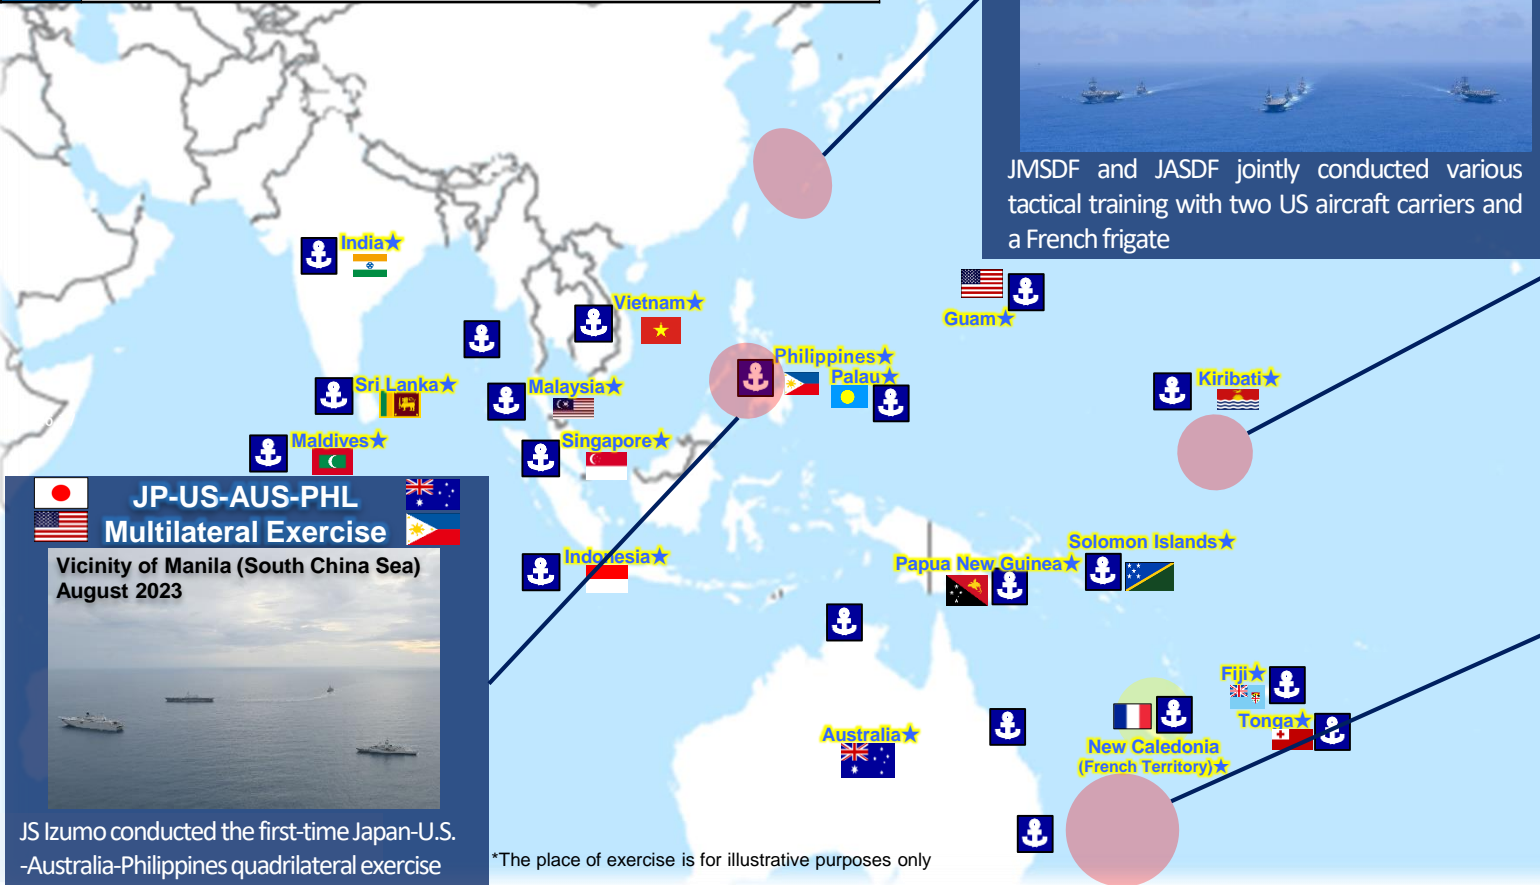 JMSDF and JASDF jointly conducted various
tactical training with two US aircraft carriers and
a French frigate
India★
Vietnam★
Guam★
Philippines★
Palau★
Kiribati★
Sri Lanka★
Malaysia★
Maldives★
Singapore★
JP-US-AUS-PHL
Multilateral Exercise
Vicinity of Manila (South China Sea)
August 2023
Indonesia★
Papua New Guinea★
Solomon Islands★
Fiji★
Tonga★
Australia★
New Caledonia
(French Territory)★
JS Izumo conducted the first-time Japan-U.S.
-Australia-Philippines quadrilateral exercise
*The place of exercise is for illustrative purposes only